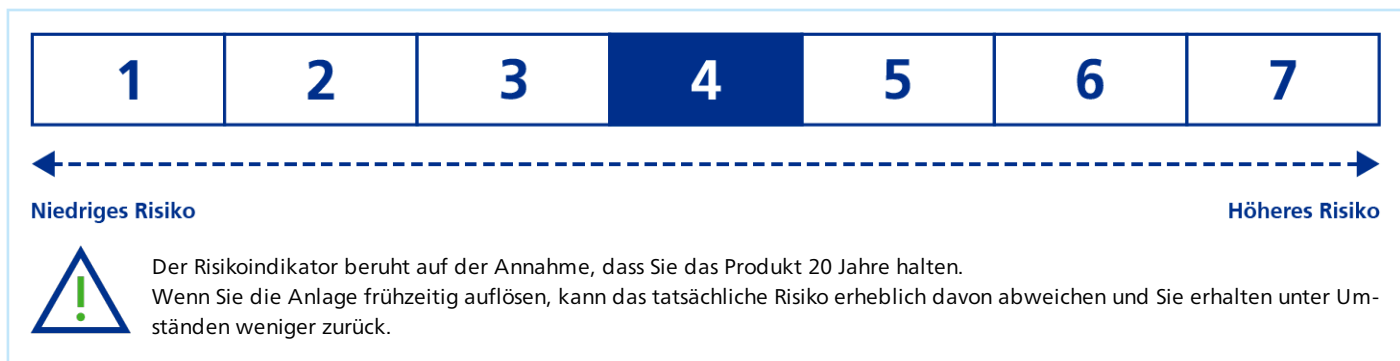 1 2 3 4 5 6 7
Niedriges Risiko Höheres Risiko
Der Risikoindikator beruht auf der Annahme, dass Sie das Produkt 20 Jahre halten.
Wenn Sie die Anlage frühzeitig auflösen, kann das tatsächliche Risiko erheblich davon abweichen und Sie erhalten unter Um-
ständen weniger zurück.